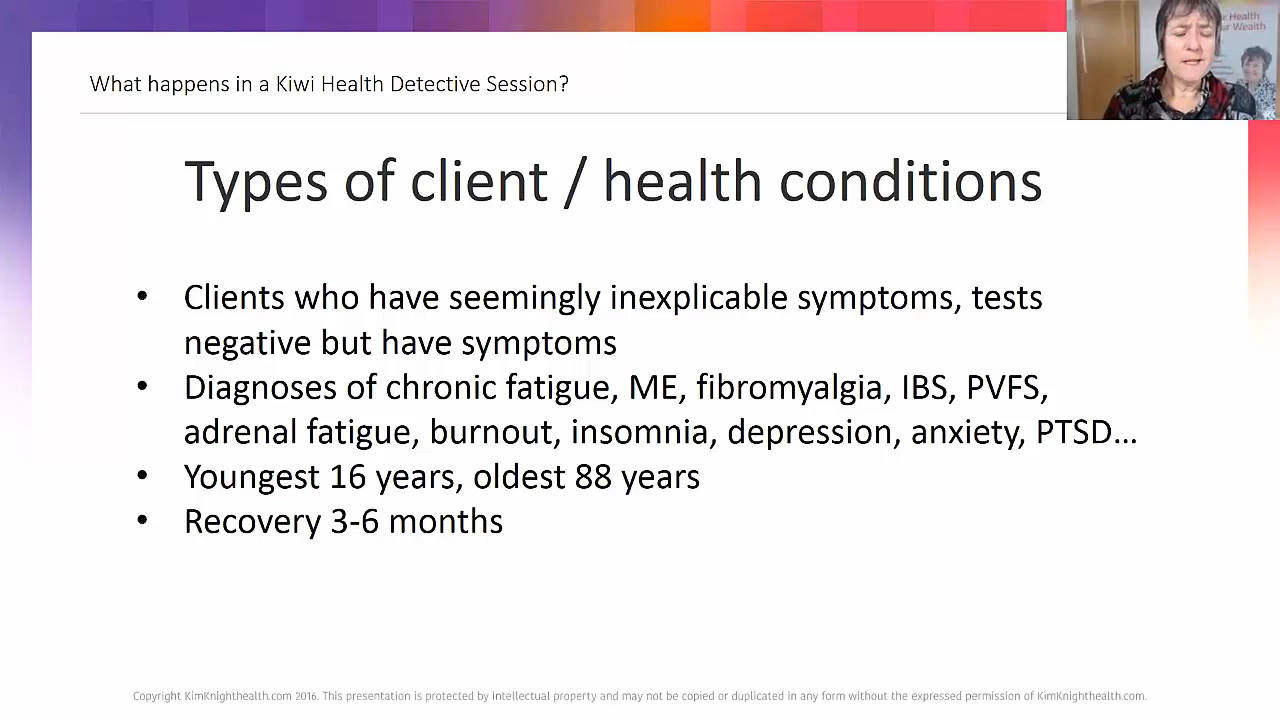 What happens in a Kiwi Health Detective Session?
r Health
ur Wealth
Types of client / health conditions
• Clients who have seemingly inexplicable symptoms, tests
negative but have symptoms
• Diagnoses of chronic fatigue, ME, fibromyalgia, IBS, PVFS,
adrenal fatigue, burnout, insomnia, depression, anxiety, PTSD...
• Youngest 16 years, oldest 88 years
• Recovery 3-6 months
Copyright KimKnighthealth.com 2016. This presentation is protected by intellectual property and may not be copied or duplicated in any form without the expressed permission of KimKnighthealth.com.